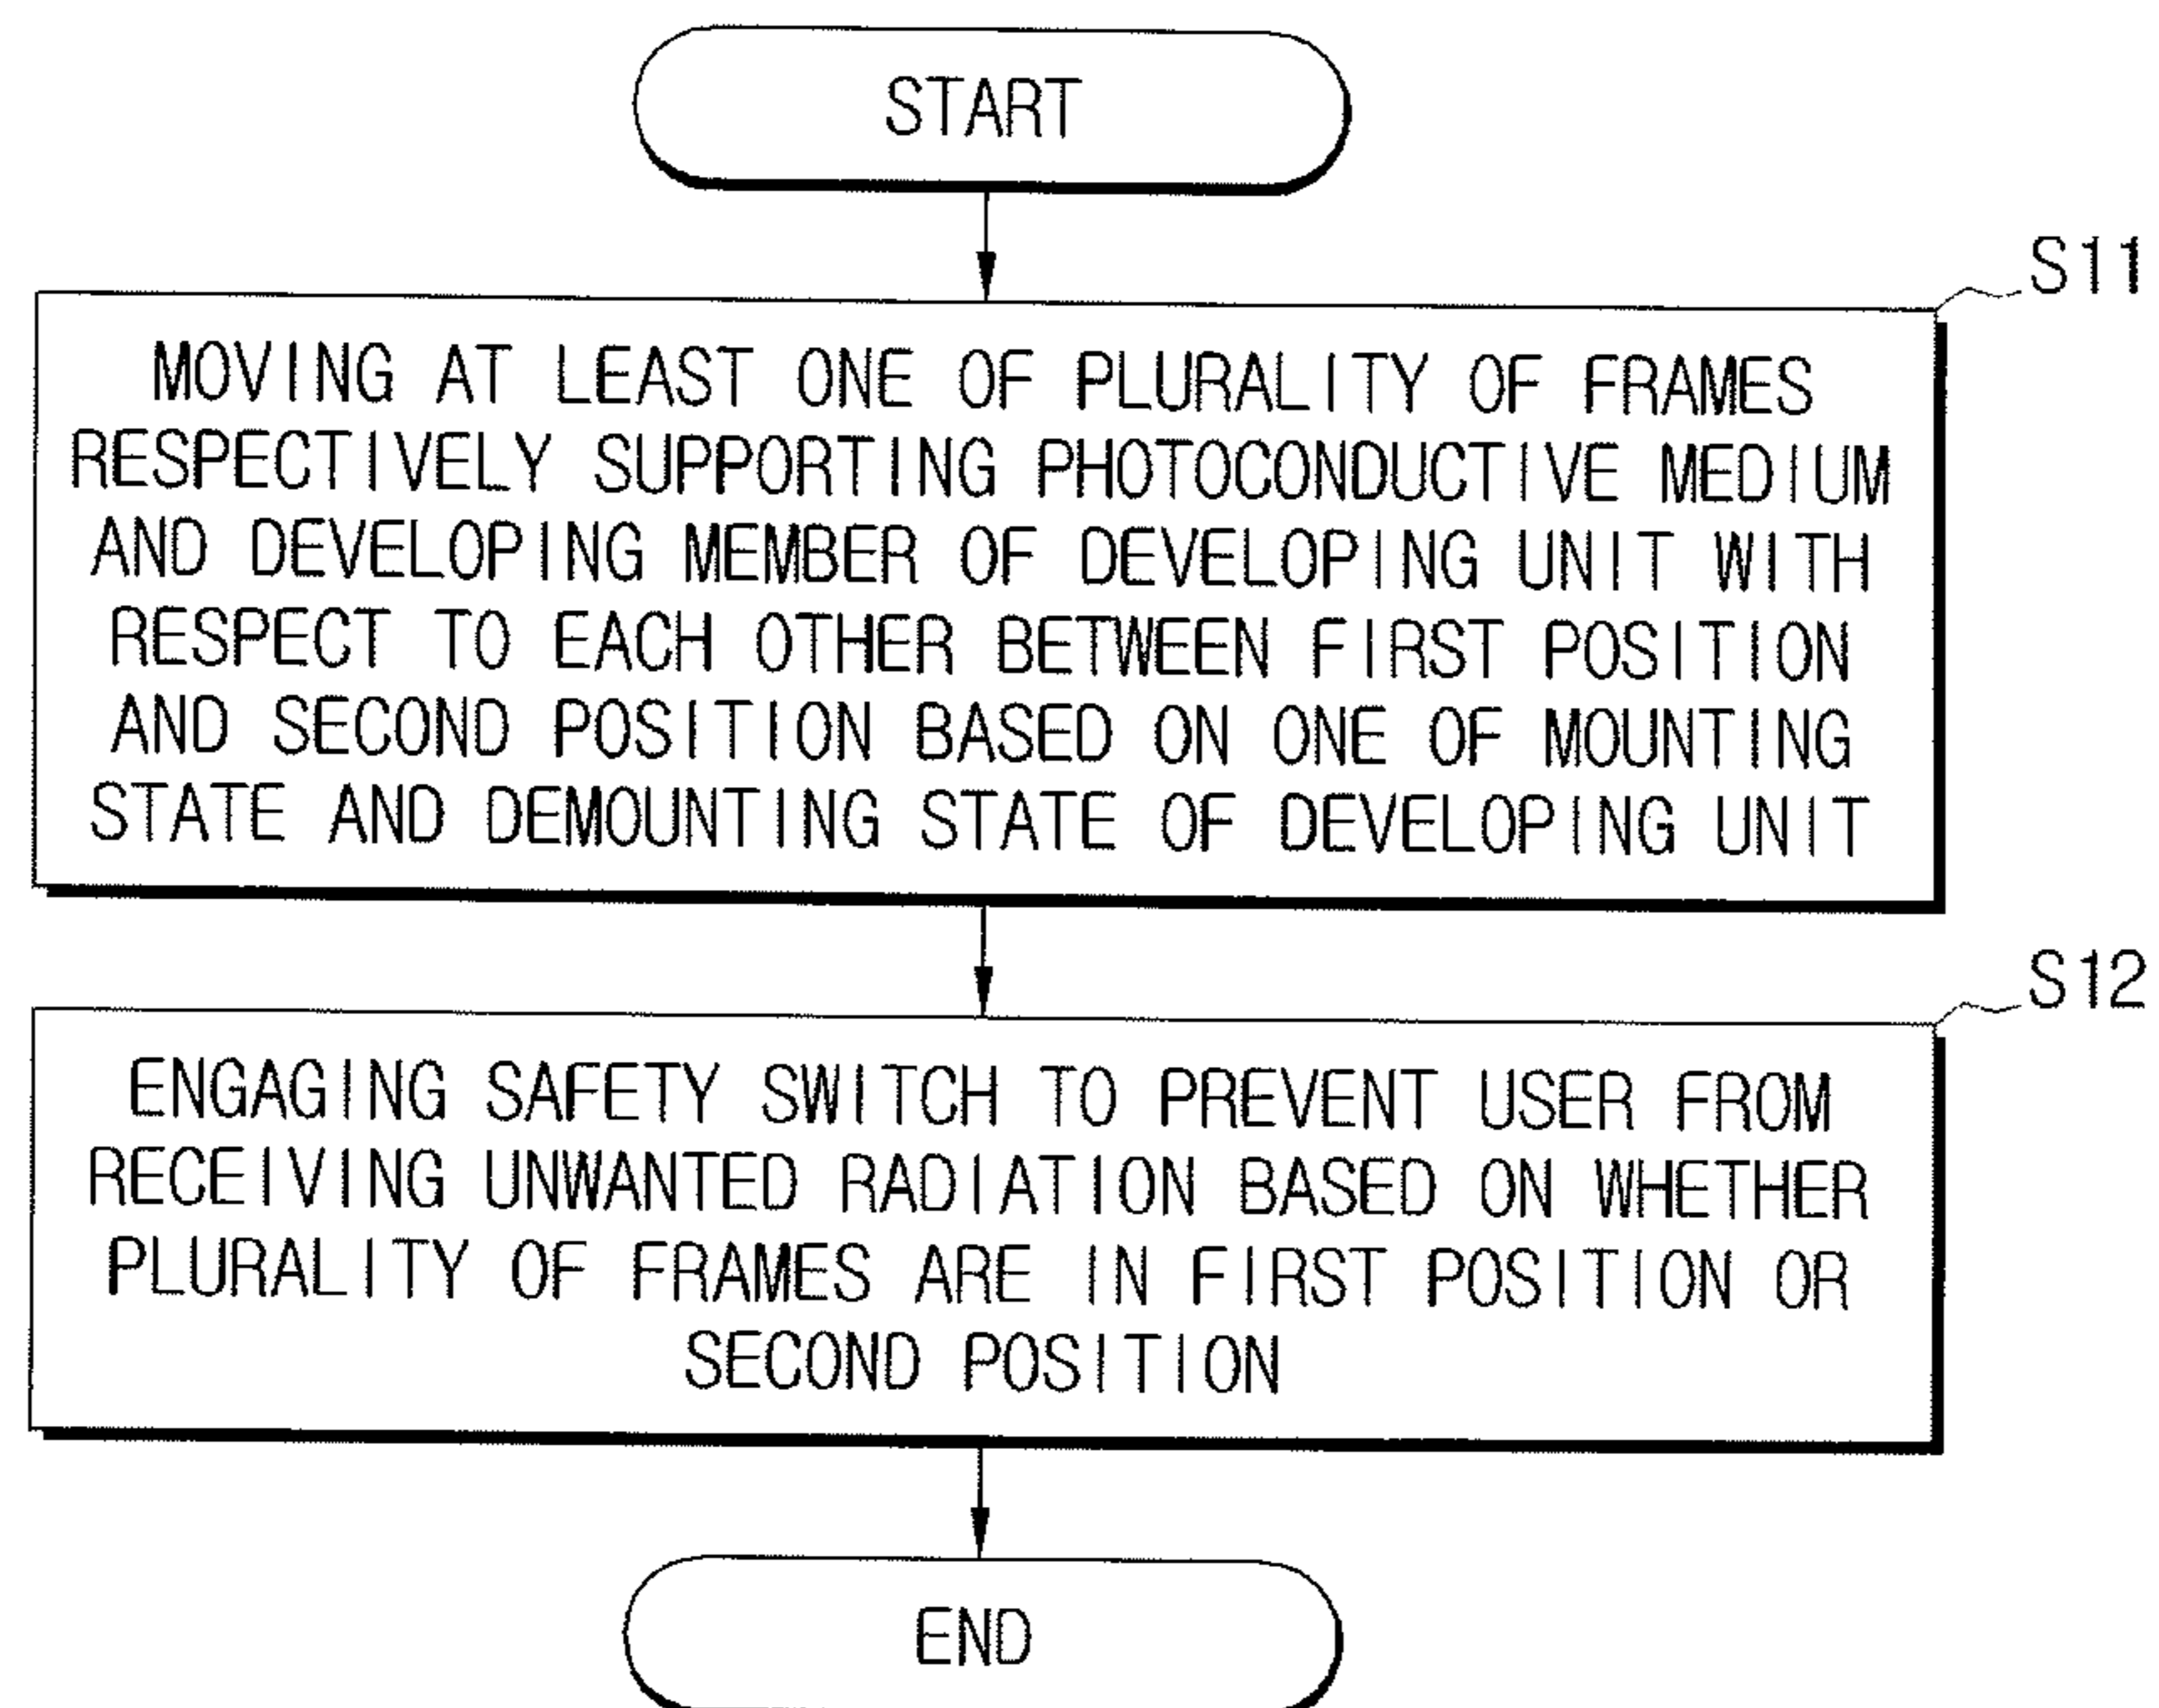 START
S11
MOVING AT LEAST ONE OF PLURALITY OF FRAMES
RESPECTIVELY SUPPORTING PHOTOCONDUCTIVE MEDIUM
AND DEVELOPING MEMBER OF DEVELOPING UNIT WITH
RESPECT TO EACH OTHER BETWEEN FIRST POSITION
AND SECOND POSITION BASED ON ONE OF MOUNTING
STATE AND DEMOUNTING STATE OF DEVELOPING UNIT
S12
ENGAGING SAFETY SWITCH TO PREVENT USER FROM
RECEIVING UNWANTED RADIATION BASED ON WHETHER
PLURALITY OF FRAMES ARE IN FIRST POSITION OR
SECOND POSITION
END